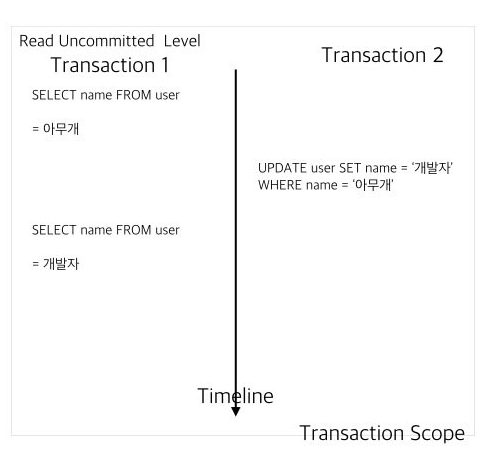 Read Uncommitted Level
Transaction 1
Transaction 2
SELECT name FROM user
= 아무개
UPDATE user SET name = ‘개발자’
WHERE name = ‘아무개’
SELECT name FROM user
= 개발자
Timeline
Transaction Scope